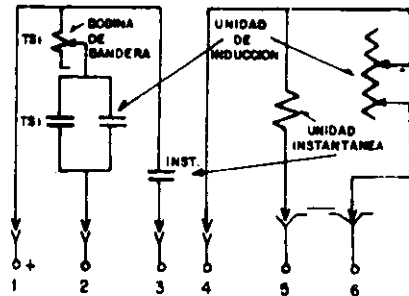 TS1
BOBINA
DE
BANDERA
UNIDAD
DE
INDUCCION
TS1
INST.
UNIDAD
INSTANTANEA
+
1 2 3 4 5 6